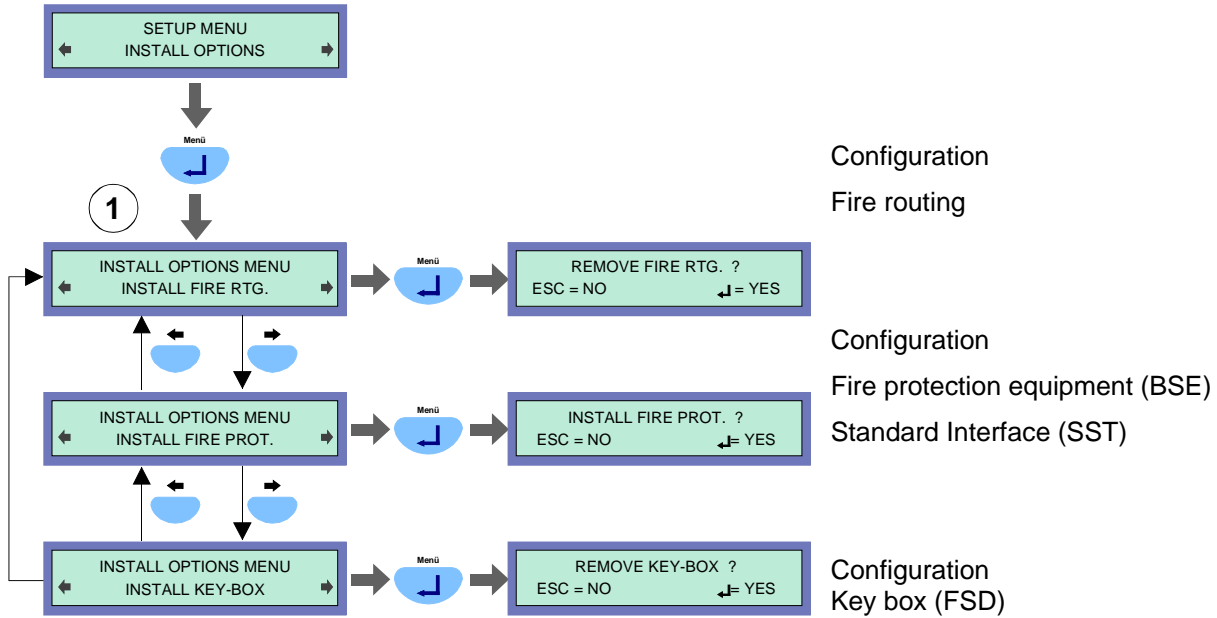 SETUP MENU
INSTALL OPTIONS
Menü
Configuration
Fire routing
1
INSTALL OPTIONS MENU
INSTALL FIRE RTG.
Menü
REMOVE FIRE RTG. ?
ESC = NO = YES
Configuration
Fire protection equipment (BSE)
Standard Interface (SST)
INSTALL OPTIONS MENU
INSTALL FIRE PROT.
Menü
INSTALL FIRE PROT. ?
ESC = NO = YES
INSTALL OPTIONS MENU
INSTALL KEY-BOX
Menü
REMOVE KEY-BOX ?
ESC = NO = YES
Configuration
Key box (FSD)